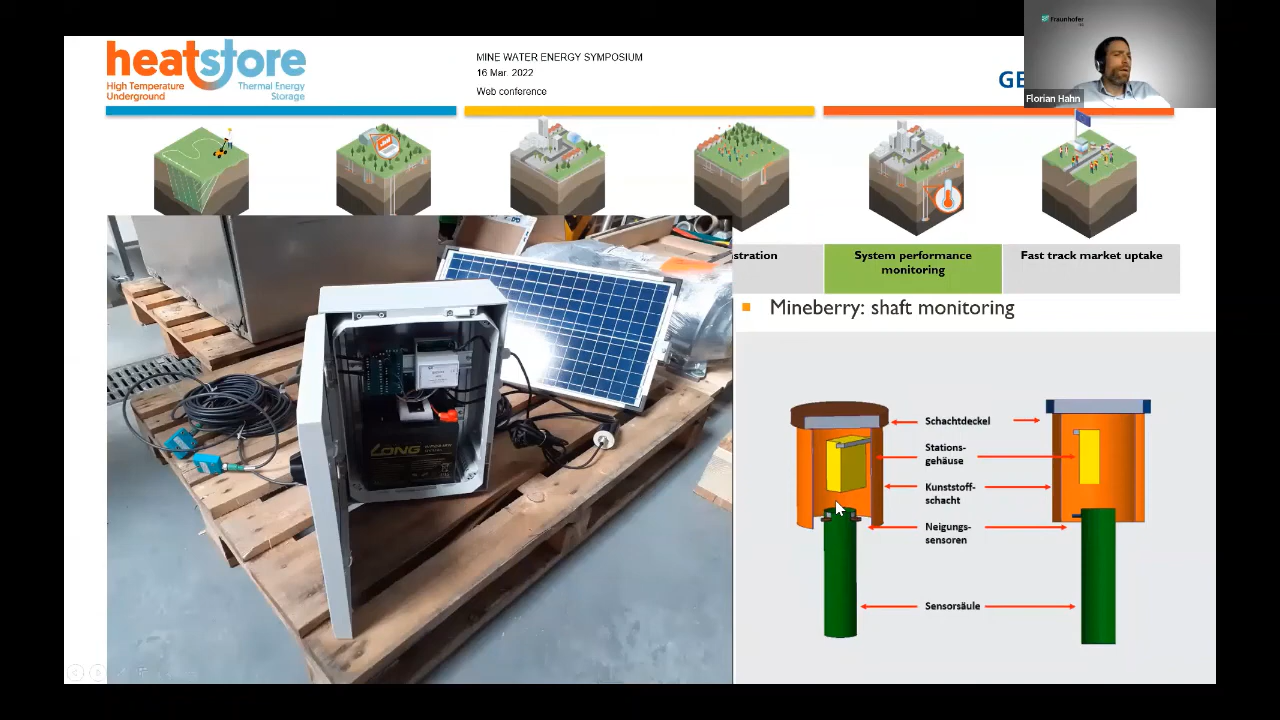 Fraunhofer
Florian Hahn
heatstore
High Temperature
Underground
Thermal Energy
Storage
MINE WATER ENERGY SYMPOSIUM
16 Mar. 2022
Web conference
GE
stration
System performance
monitoring
Fast track market uptake
Mineberry: shaft monitoring
LONG
Schachtdeckel
Stations-
gehäuse
Kunststoff-
schacht
Neigungs-
sensoren
Sensorsäule